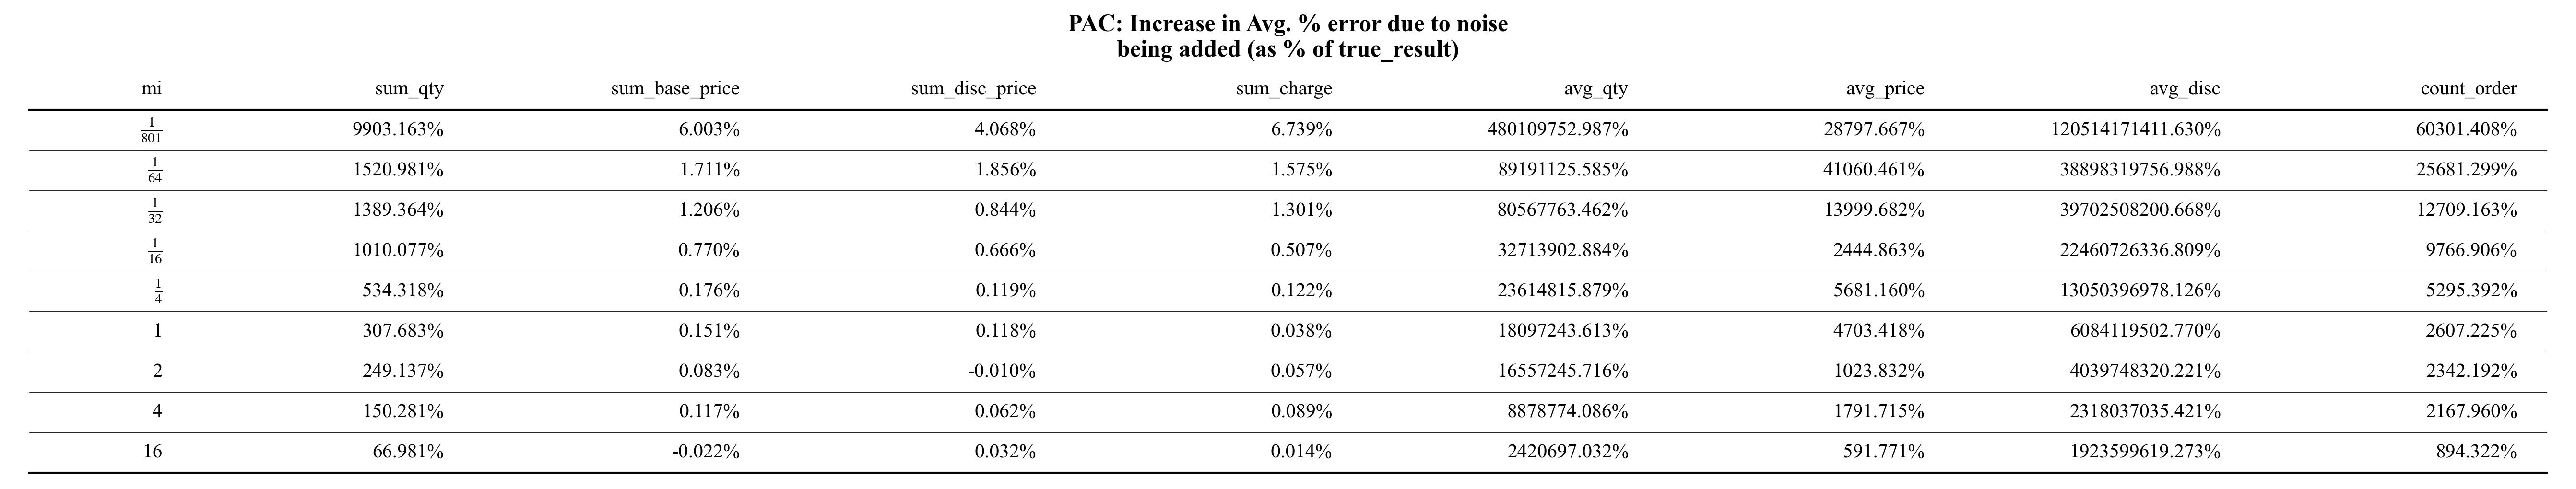 PAC: Increase in Avg. % error due to noise
being added (as % of true_result)
mi sum_qty sum_base_price sum_disc_price sum_charge avg_qty avg_price avg_disc count_order
1/801 9903.163% 6.003% 4.068% 6.739% 480109752.987% 28797.667% 120514171411.630% 60301.408%
1/64 1520.981% 1.711% 1.856% 1.575% 89191125.585% 41060.461% 38898319756.988% 25681.299%
1/32 1389.364% 1.206% 0.844% 1.301% 80567763.462% 13999.682% 39702508200.668% 12709.163%
1/16 1010.077% 0.770% 0.666% 0.507% 32713902.884% 2444.863% 22460726336.809% 9766.906%
1/4 534.318% 0.176% 0.119% 0.122% 23614815.879% 5681.160% 13050396978.126% 5295.392%
1 307.683% 0.151% 0.118% 0.038% 18097243.613% 4703.418% 6084119502.770% 2607.225%
2 249.137% 0.083% -0.010% 0.057% 16557245.716% 1023.832% 4039748320.221% 2342.192%
4 150.281% 0.117% 0.062% 0.089% 8878774.086% 1791.715% 2318037035.421% 2167.960%
16 66.981% -0.022% 0.032% 0.014% 2420697.032% 591.771% 1923599619.273% 894.322%